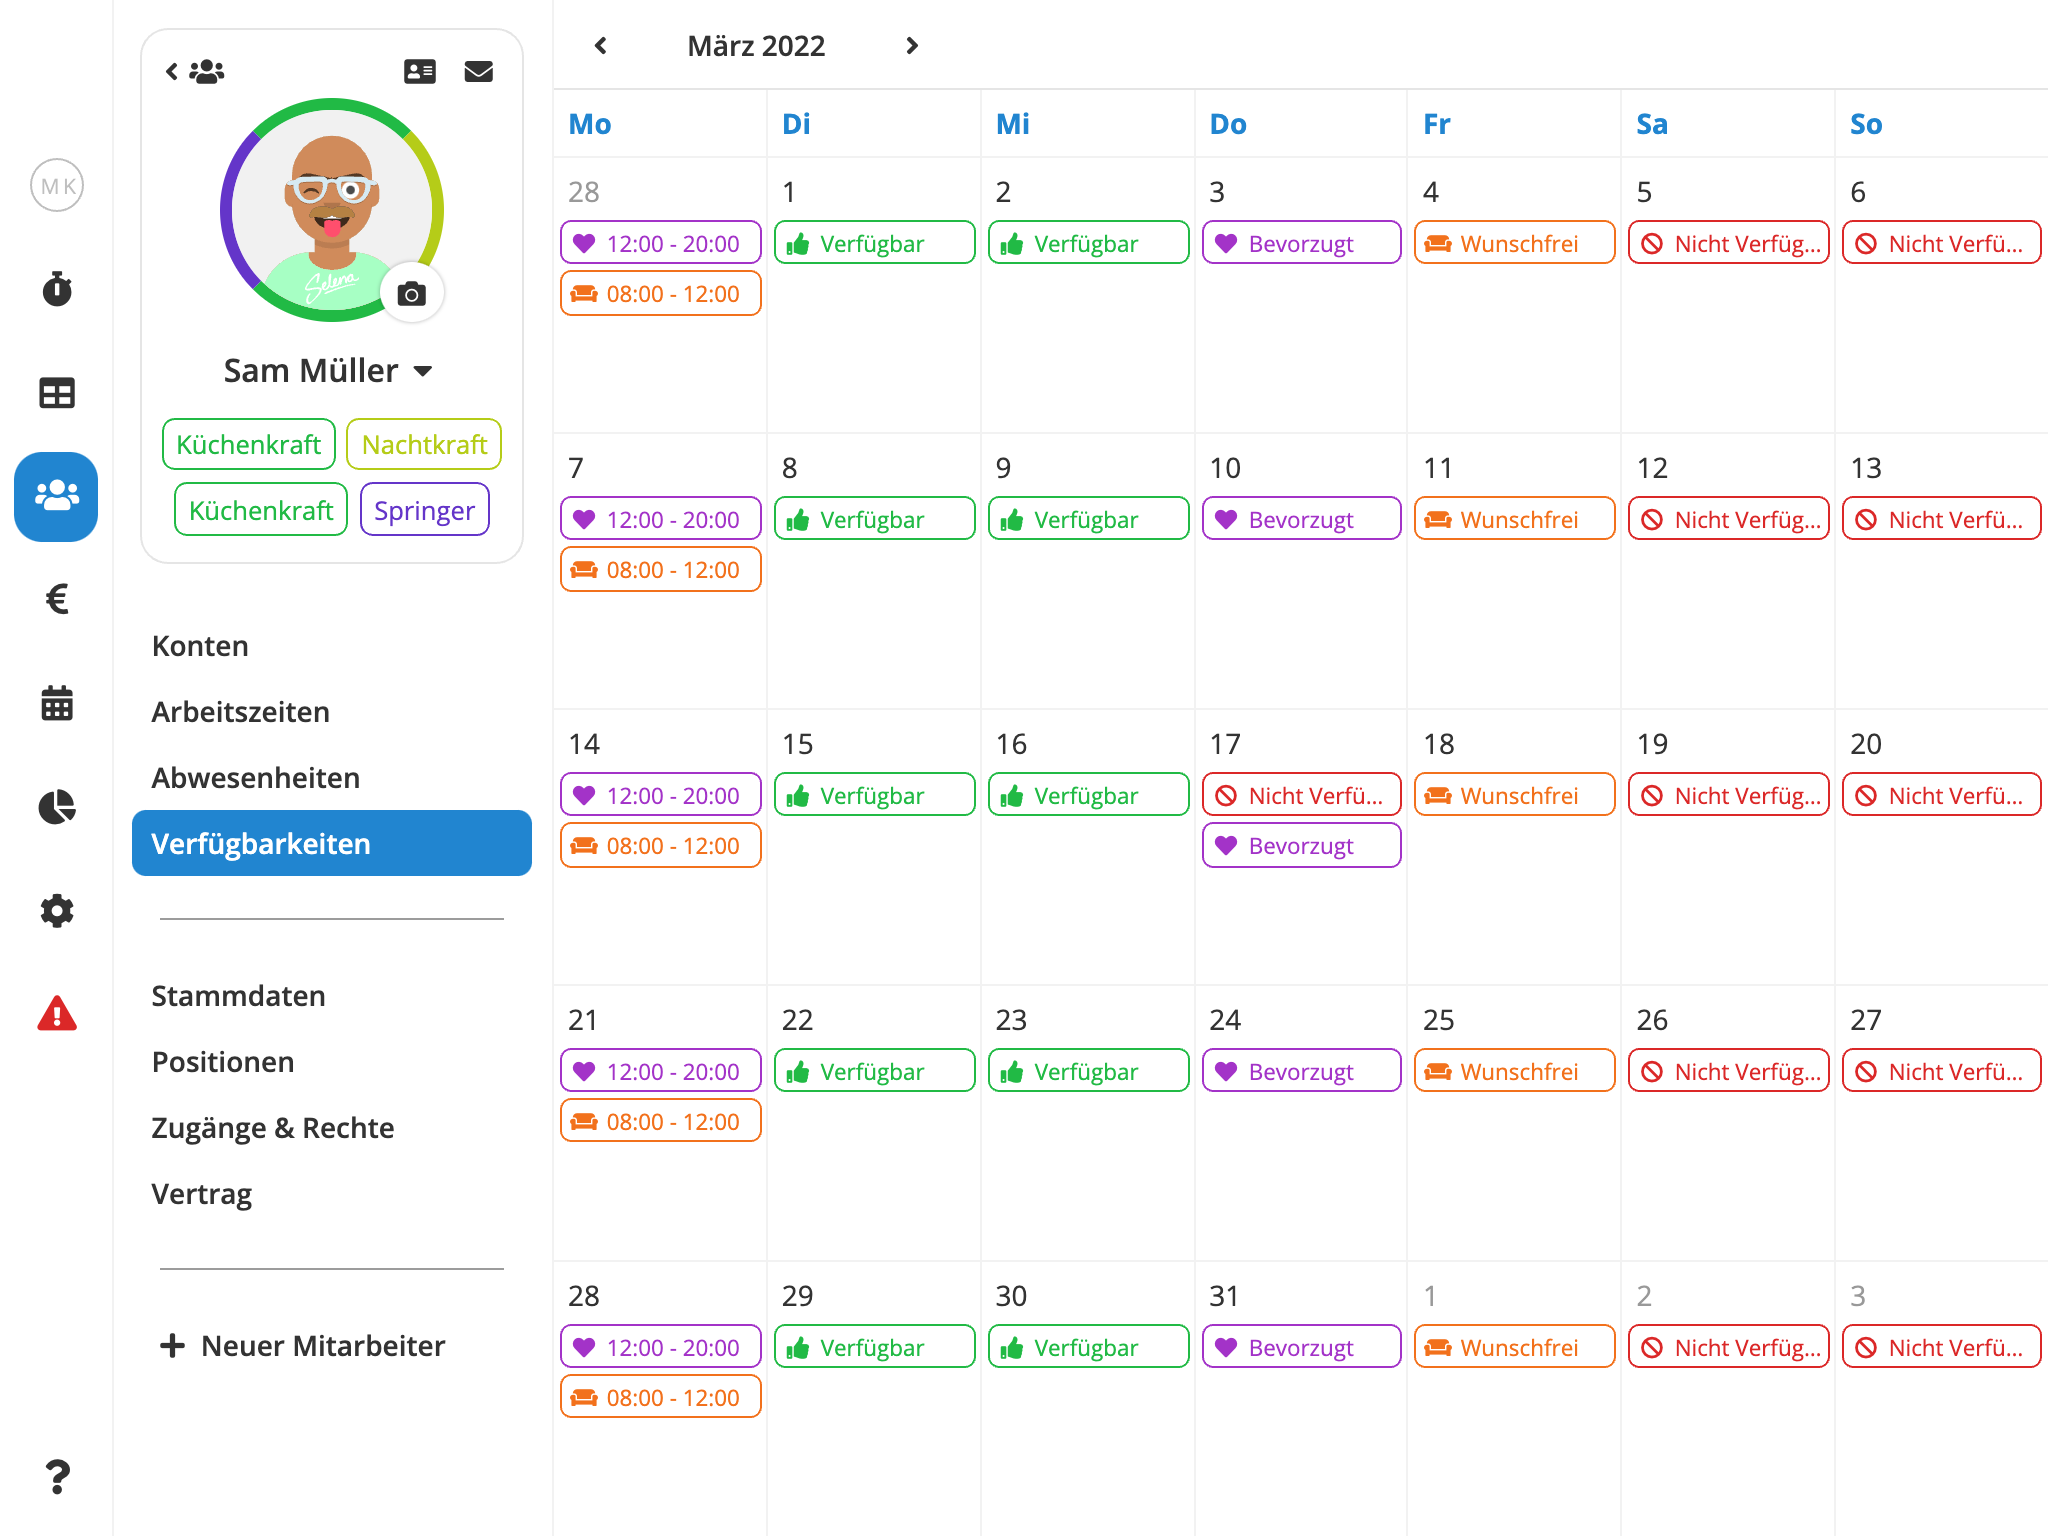 MK
Selena
Sam Müller
Küchenkraft Nachtkraft
Küchenkraft Springer
Konten
Arbeitszeiten
Abwesenheiten
Verfügbarkeiten
Stammdaten
Positionen
Zugänge & Rechte
Vertrag
Neuer Mitarbeiter
März 2022
Mo Di Mi Do Fr Sa So
28 1 2 3 4 5 6
12:00 - 20:00 Verfügbar Verfügbar Bevorzugt Wunschfrei Nicht Verfüg... Nicht Verfü...
08:00 - 12:00
7 8 9 10 11 12 13
12:00 - 20:00 Verfügbar Verfügbar Bevorzugt Wunschfrei Nicht Verfüg... Nicht Verfü...
08:00 - 12:00
14 15 16 17 18 19 20
12:00 - 20:00 Verfügbar Verfügbar Nicht Verfü... Wunschfrei Nicht Verfüg... Nicht Verfü...
08:00 - 12:00 Bevorzugt
21 22 23 24 25 26 27
12:00 - 20:00 Verfügbar Verfügbar Bevorzugt Wunschfrei Nicht Verfüg... Nicht Verfü...
08:00 - 12:00
28 29 30 31 1 2 3
12:00 - 20:00 Verfügbar Verfügbar Bevorzugt Wunschfrei Nicht Verfüg... Nicht Verfü...
08:00 - 12:00